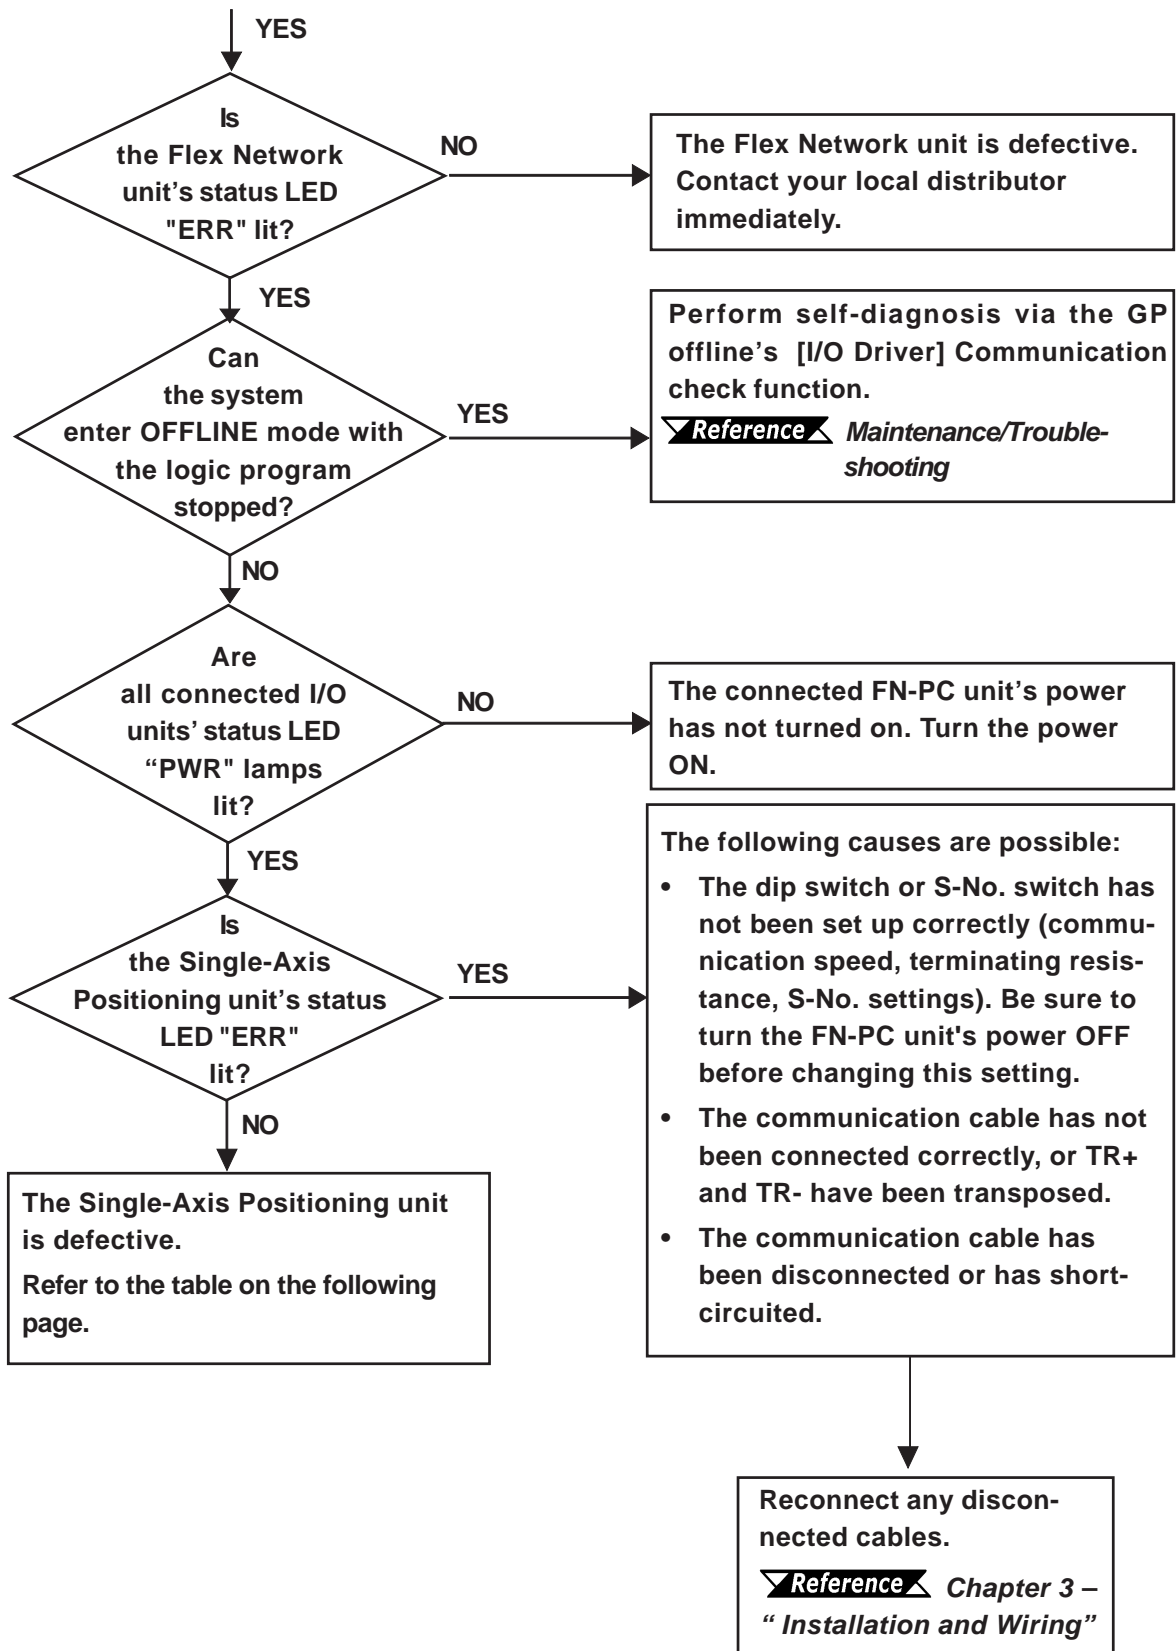 YES
Is
the Flex Network
unit's status LED
"ERR" lit?
NO
The Flex Network unit is defective.
Contact your local distributor
immediately.
YES
Can
the system
enter OFFLINE mode with
the logic program
stopped?
YES
Perform self-diagnosis via the GP
offline's [I/O Driver] Communication
check function.
Reference Maintenance/Trouble-
shooting
NO
Are
all connected I/O
units' status LED
“PWR" lamps
lit?
NO
The connected FN-PC unit's power
has not turned on. Turn the power
ON.
YES
Is
the Single-Axis
Positioning unit's status
LED "ERR"
lit?
YES
The following causes are possible:
• The dip switch or S-No. switch has
not been set up correctly (commu-
nication speed, terminating resis-
tance, S-No. settings). Be sure to
turn the FN-PC unit's power OFF
before changing this setting.
• The communication cable has not
been connected correctly, or TR+
and TR- have been transposed.
• The communication cable has
been disconnected or has short-
circuited.
NO
The Single-Axis Positioning unit
is defective.
Refer to the table on the following
page.
Reconnect any discon-
nected cables.
Reference Chapter 3 –
“ Installation and Wiring”